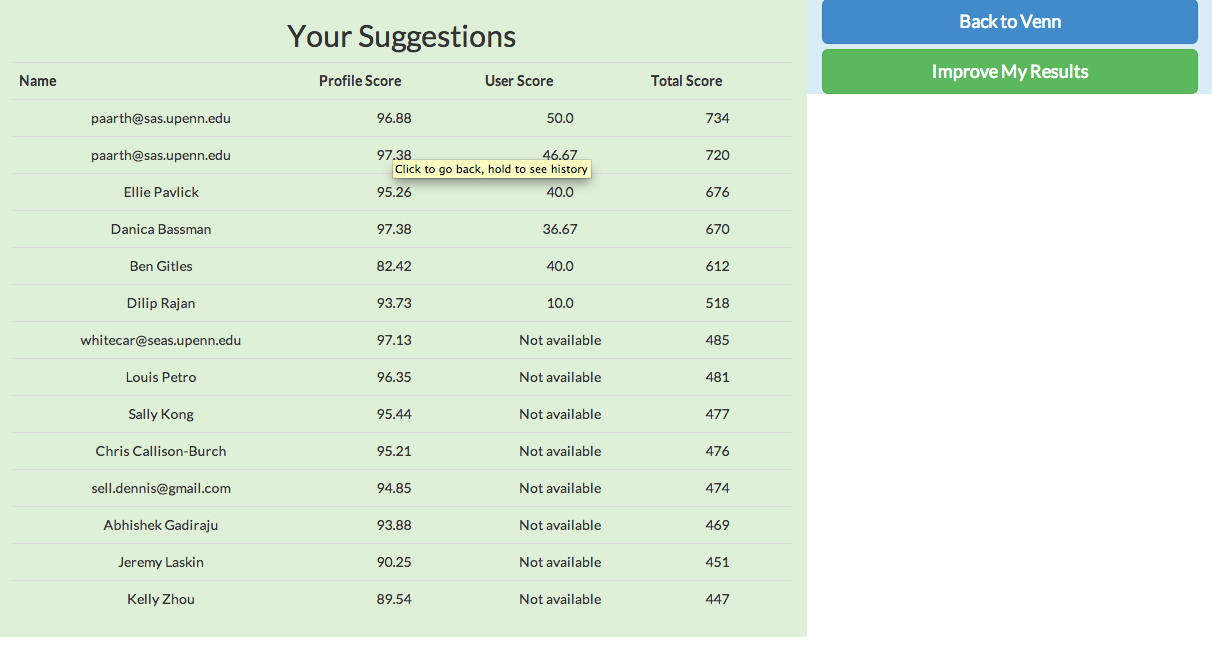 Your Suggestions
Back to Venn
Improve My Results
Name Profile Score User Score Total Score
paarth@sas.upenn.edu 96.88 50.0 734
paarth@sas.upenn.edu 97.38 46.67 720
Click to go back, hold to see history
Ellie Pavlick 95.26 40.0 676
Danica Bassman 97.38 36.67 670
Ben Gitles 82.42 40.0 612
Dilip Rajan 93.73 10.0 518
whitecar@seas.upenn.edu 97.13 Not available 485
Louis Petro 96.35 Not available 481
Sally Kong 95.44 Not available 477
Chris Callison-Burch 95.21 Not available 476
sell.dennis@gmail.com 94.85 Not available 474
Abhishek Gadiraju 93.88 Not available 469
Jeremy Laskin 90.25 Not available 451
Kelly Zhou 89.54 Not available 447